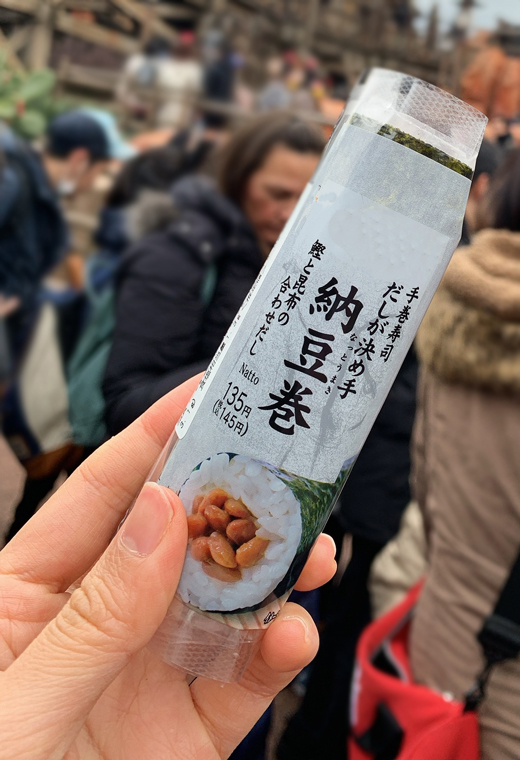 手巻寿司
だしが決め手
納豆巻
なっとうまき
鰹と昆布の
合わせだし
Natto
135円
(税込145円)